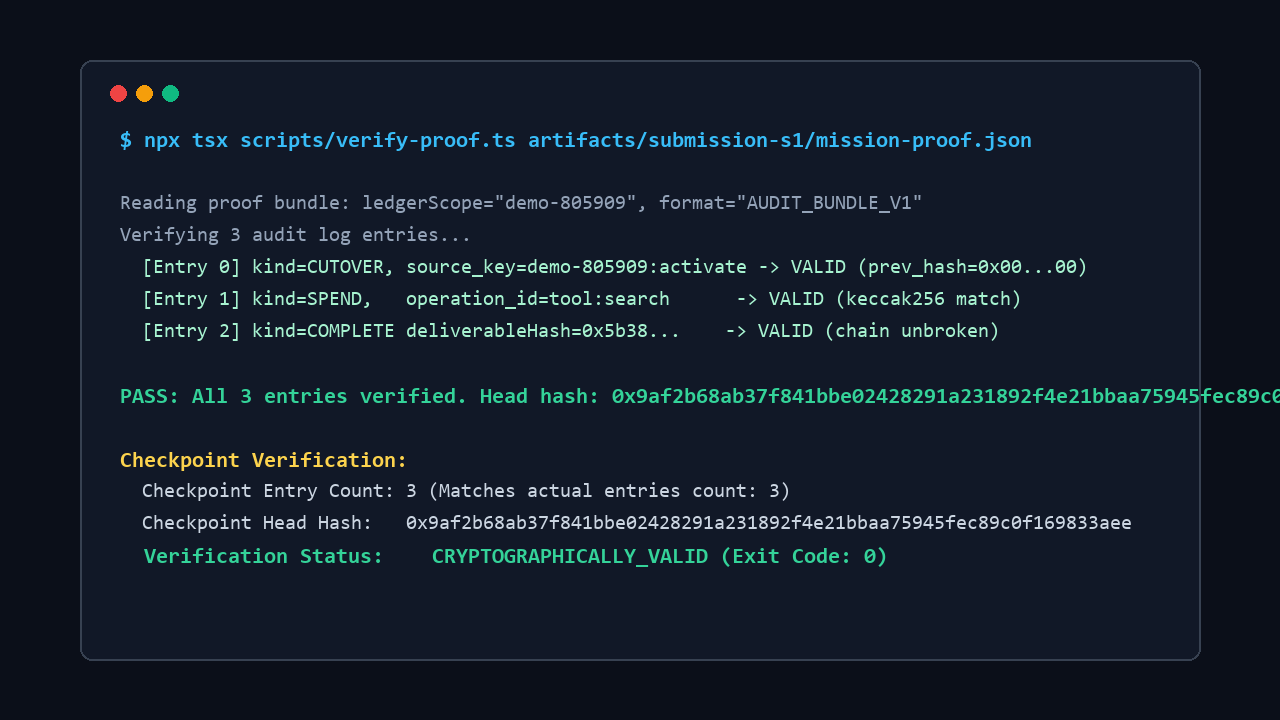 $ npx tsx scripts/verify-proof.ts artifacts/submission-s1/mission-proof.json
Reading proof bundle: ledgerScope="demo-805909", format="AUDIT_BUNDLE_V1"
Verifying 3 audit log entries...
[Entry 0] kind=CUTOVER, source_key=demo-805909:activate -> VALID (prev_hash=0x00...00)
[Entry 1] kind=SPEND,   operation_id=tool:search      -> VALID (keccak256 match)
[Entry 2] kind=COMPLETE deliverableHash=0x5b38...    -> VALID (chain unbroken)
PASS: All 3 entries verified. Head hash: 0x9af2b68ab37f841bbe02428291a231892f4e21bbaa75945fec89c0
Checkpoint Verification:
Checkpoint Entry Count: 3 (Matches actual entries count: 3)
Checkpoint Head Hash:   0x9af2b68ab37f841bbe02428291a231892f4e21bbaa75945fec89c0f169833aee
Verification Status:    CRYPTOGRAPHICALLY_VALID (Exit Code: 0)